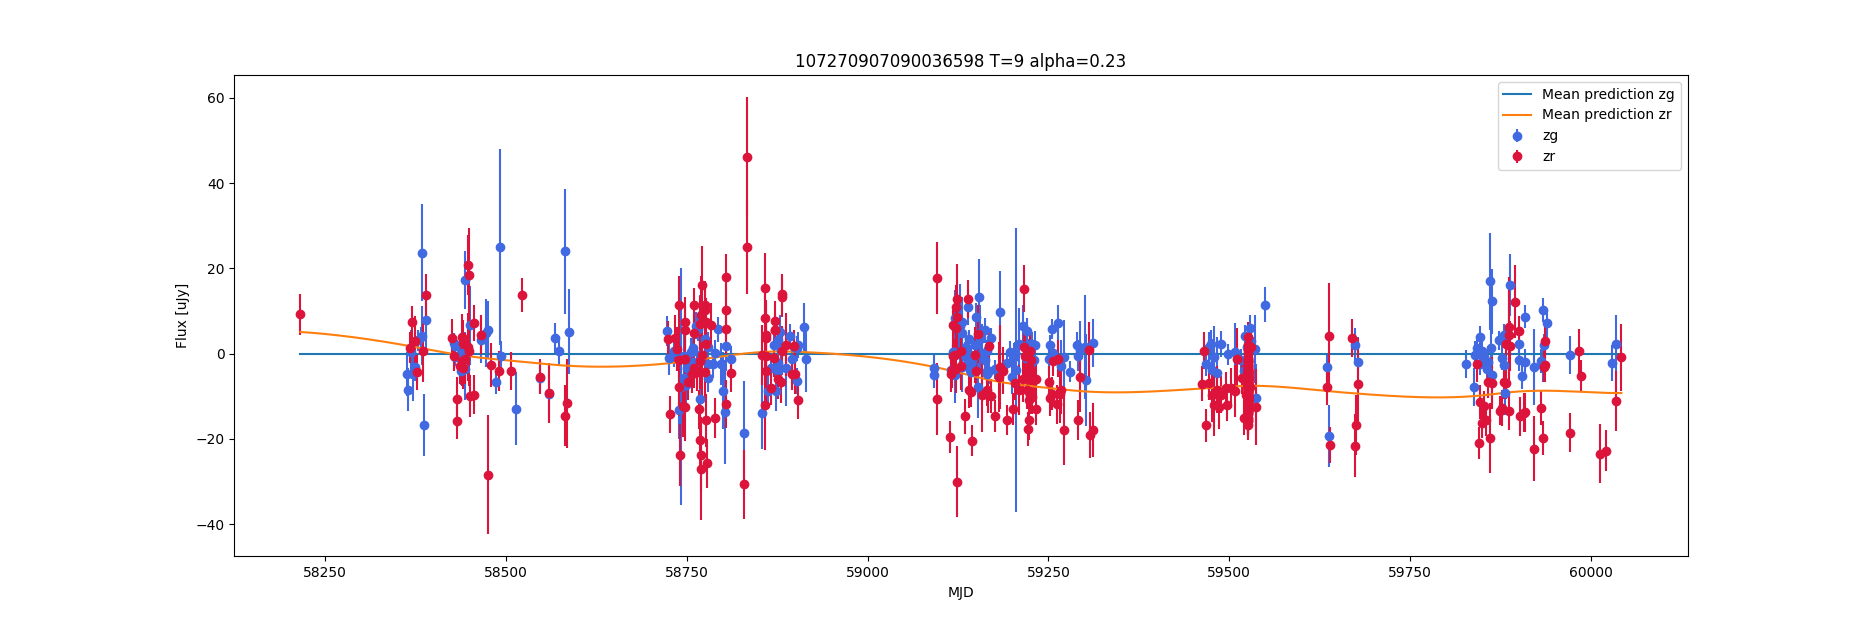 107270907090036598 T=9 alpha=0.23
Mean prediction zg
Mean prediction zr
zg
zr
Flux [uJy]
60
40
20
0
−20
−40
58250 58500 58750 59000 59250 59500 59750 60000
MJD